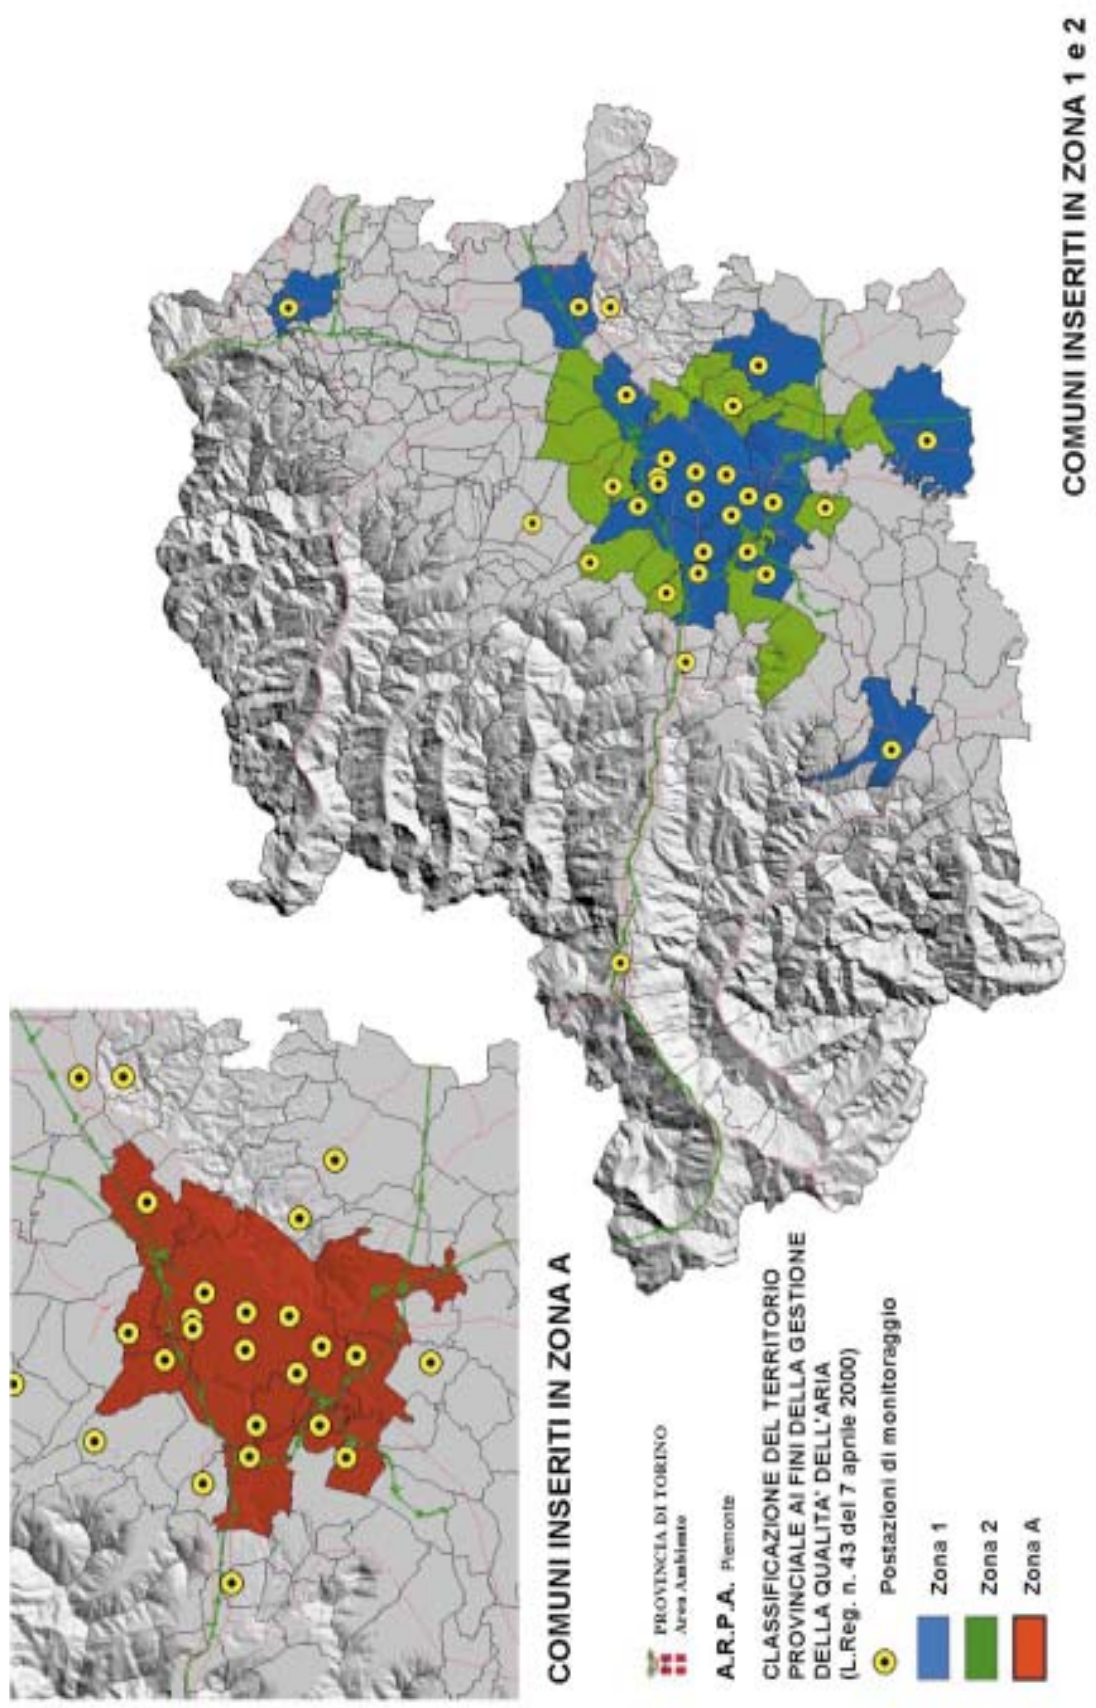 COMUNI INSERITI IN ZONA A
COMUNI INSERITI IN ZONA 1 e 2
PROVINCIA DI TORINO
Area Ambiente
A.R.P.A. Piemonte
CLASSIFICAZIONE DEL TERRITORIO
PROVINCIALE AI FINI DELLA GESTIONE
DELLA QUALITA' DELL'ARIA
(L.Reg. n. 43 del 7 aprile 2000)
Postazioni di monitoraggio
Zona 1
Zona 2
Zona A